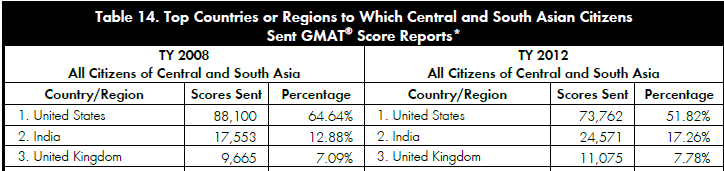 Table 14. Top Countries or Regions to Which Central and South Asian Citizens
Sent GMAT® Score Reports*
TY 2008 TY 2012
All Citizens of Central and South Asia All Citizens of Central and South Asia
Country/Region Scores Sent Percentage Country/Region Scores Sent Percentage
1. United States 88,100 64.64% 1. United States 73,762 51.82%
2. India 17,553 12.88% 2. India 24,571 17.26%
3. United Kingdom 9,665 7.09% 3. United Kingdom 11,075 7.78%